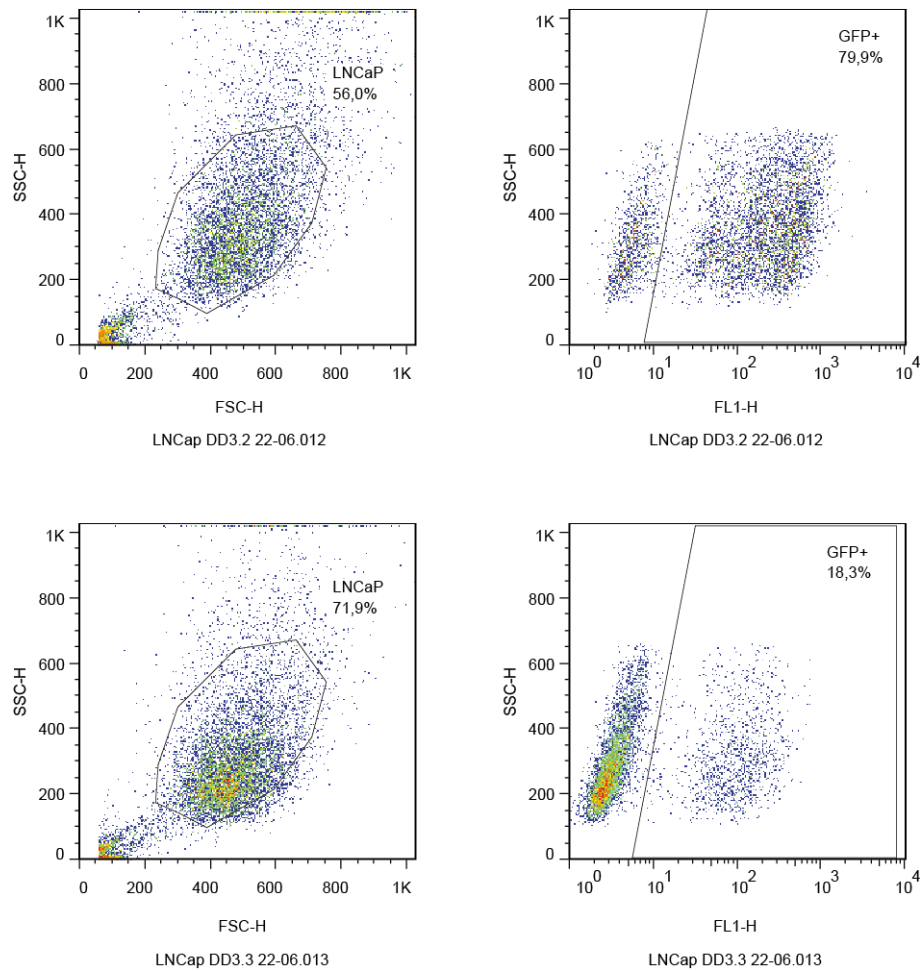 1K
800
600
400
200
0
SSC-H
LNCaP
56,0%
0 200 400 600 800 1K
FSC-H
LNCap DD3.2 22-06.012
1K
800
600
400
200
0
SSC-H
GFP+
79,9%
10^0 10^1 10^2 10^3 10^4
FL1-H
LNCap DD3.2 22-06.012
1K
800
600
400
200
0
SSC-H
LNCaP
71,9%
0 200 400 600 800 1K
FSC-H
LNCap DD3.3 22-06.013
1K
800
600
400
200
0
SSC-H
GFP+
18,3%
10^0 10^1 10^2 10^3 10^4
FL1-H
LNCap DD3.3 22-06.013